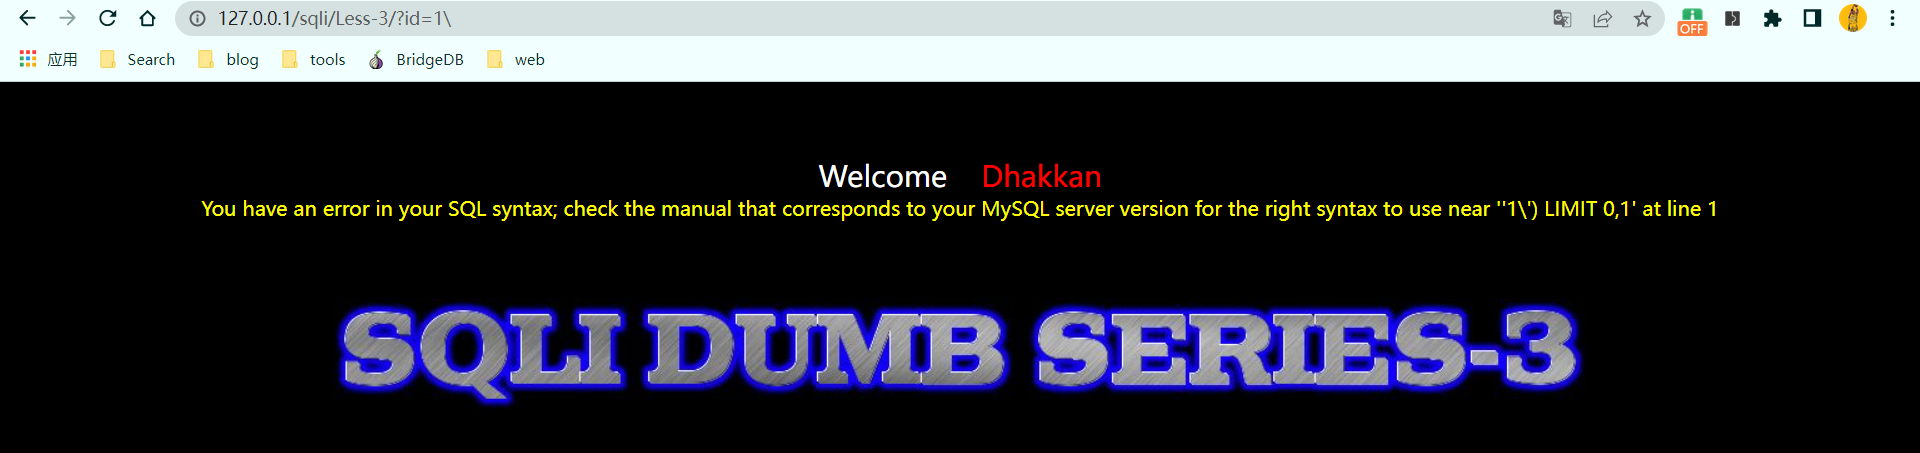 127.0.0.1/sqli/Less-3/?id=1\
OFF
应用 Search blog tools BridgeDB web
Welcome Dhakkan
You have an error in your SQL syntax; check the manual that corresponds to your MySQL server version for the right syntax to use near ''1\') LIMIT 0,1' at line 1
SQLI DUMB SERIES-3